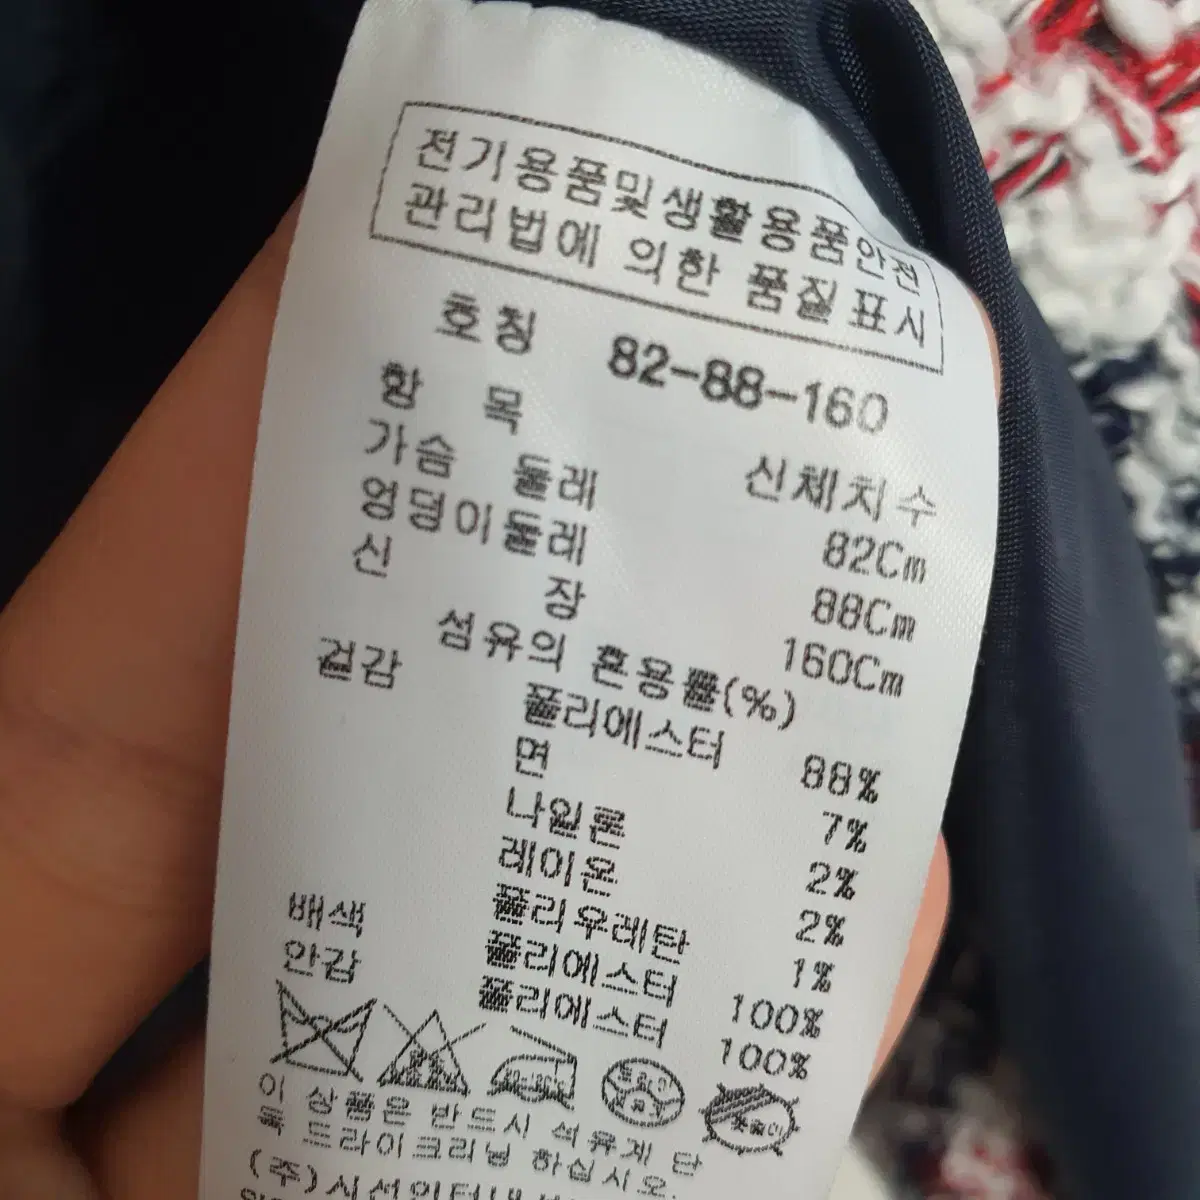 전기용품및생활용품안전
관리법에 의한 품질표시
호칭 82-88-160
항 목 신체치수
가슴 둘레 82Cm
엉덩이둘레 88Cm
신 장 160Cm
섬유의 혼용률(%)
겉감 폴리에스터 88%
면 7%
나일론 2%
레이온 2%
폴리우레탄 1%
배색 폴리에스터 100%
안감 폴리에스터 100%
이 상품은 반드시 석유계 단
독 드라이크리닝 하십시오.
(주)시선인터내